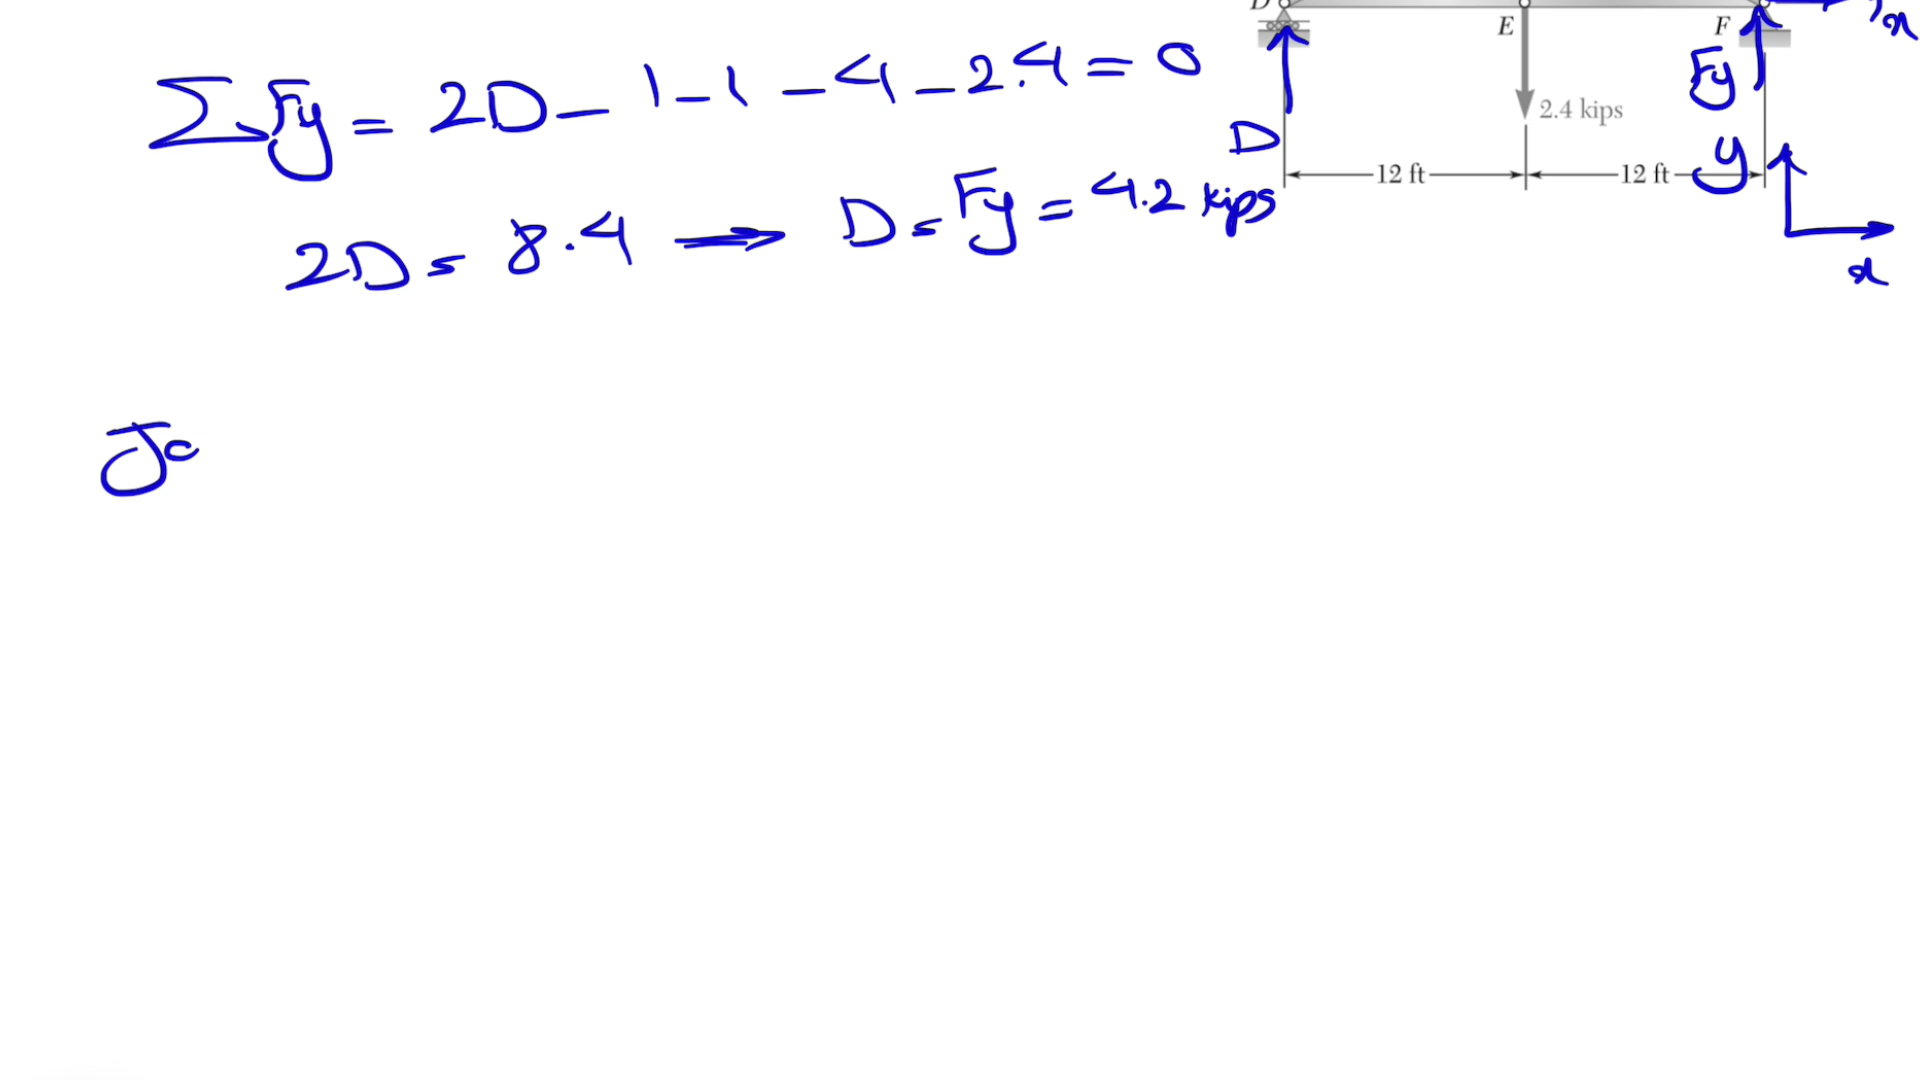 ΣFy = 2D - 1 - 1 - 4 - 2.4 = 0
2D = 8.4 → D = Fy = 4.2 kips
Jo
D E F x
Fy
2.4 kips
D
12 ft 12 ft y
x